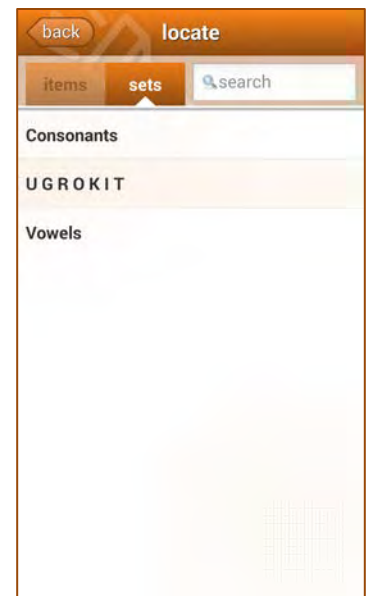 back
locate
items
sets
search
Consonants
U G R O K I T
Vowels